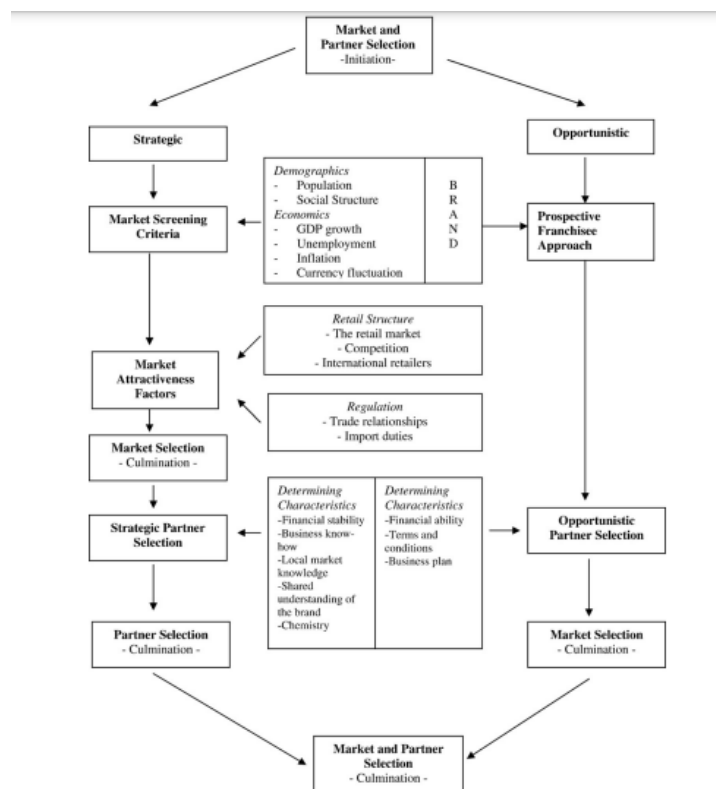 Market and
Partner Selection
-Initiation-
Strategic
Opportunistic
Demographics
- Population
- Social Structure
Economics
- GDP growth
- Unemployment
- Inflation
- Currency fluctuation
B
R
A
N
D
Market Screening
Criteria
Prospective
Franchisee
Approach
Retail Structure
- The retail market
- Competition
- International retailers
Market
Attractiveness
Factors
Regulation
- Trade relationships
- Import duties
Market Selection
- Culmination -
Determining
Characteristics
-Financial stability
-Business know-
how
-Local market
knowledge
-Shared
understanding of
the brand
-Chemistry
Determining
Characteristics
-Financial ability
-Terms and
conditions
-Business plan
Strategic Partner
Selection
Opportunistic
Partner Selection
Partner Selection
- Culmination -
Market Selection
- Culmination -
Market and Partner
Selection
- Culmination -